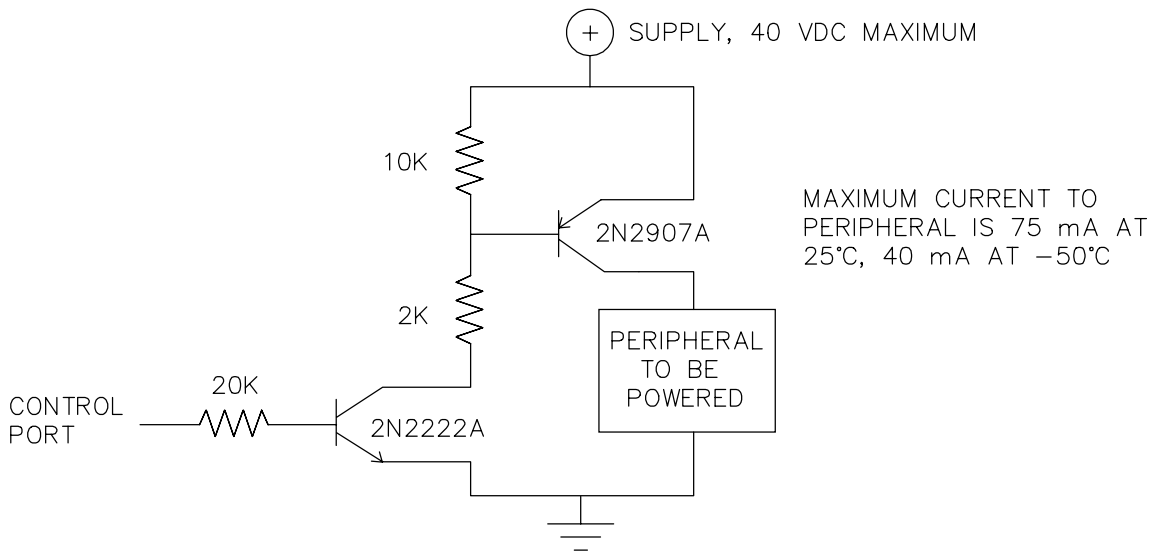 +
SUPPLY, 40 VDC MAXIMUM
10K
MAXIMUM CURRENT TO
PERIPHERAL IS 75 mA AT
25°C, 40 mA AT −50°C
2N2907A
2K
PERIPHERAL
TO BE
POWERED
20K
CONTROL
PORT
2N2222A